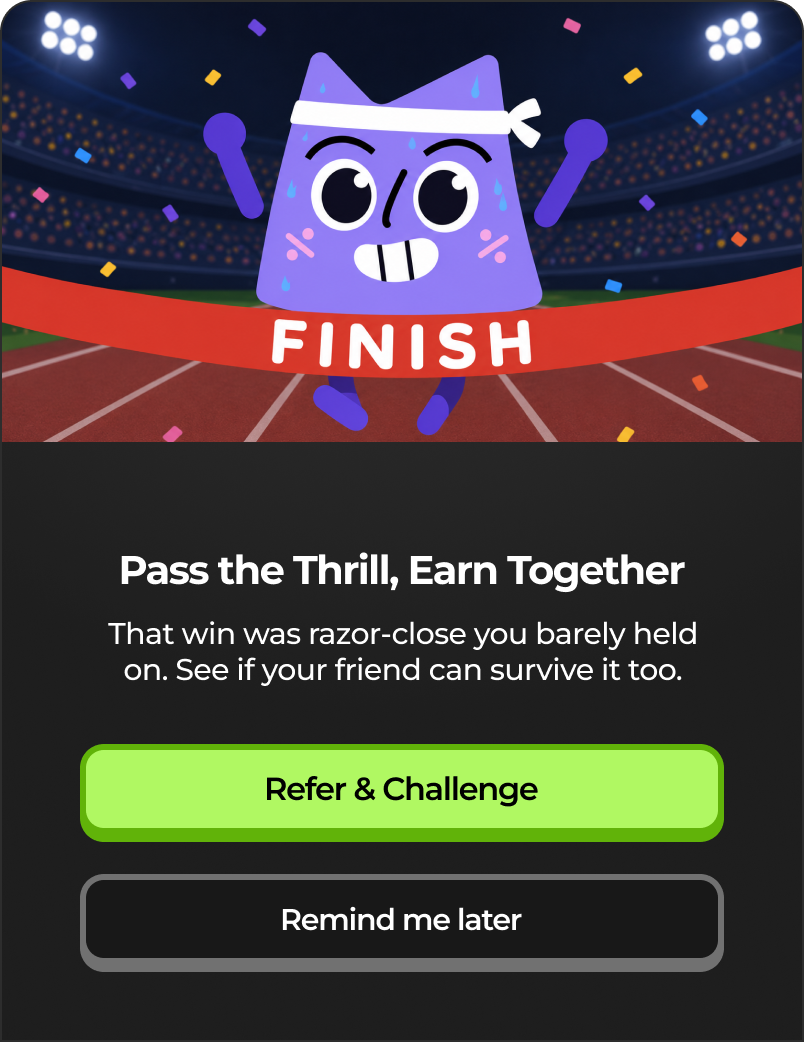 FINISH
Pass the Thrill, Earn Together
That win was razor-close you barely held
on. See if your friend can survive it too.
Refer & Challenge
Remind me later